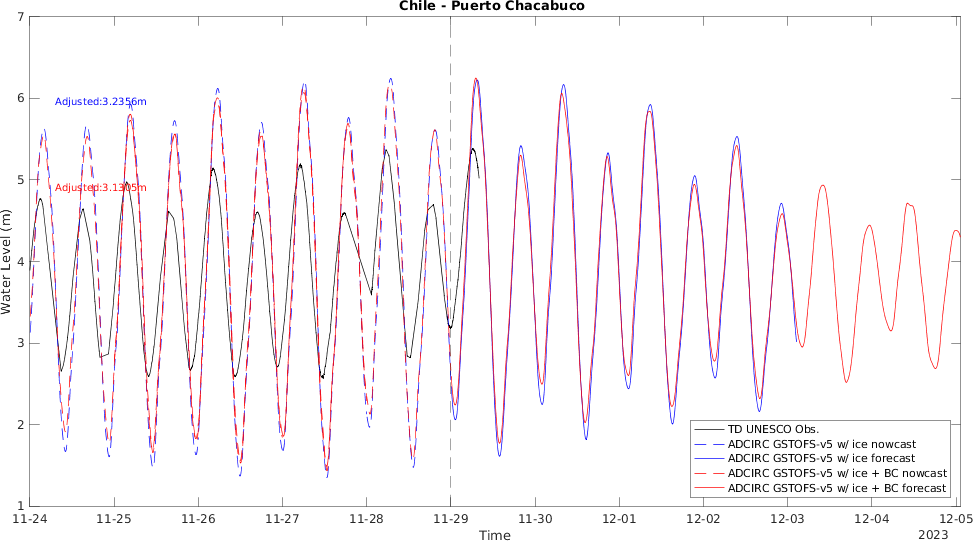 Chile - Puerto Chacabuco
7
6
5
4
3
2
1
Water Level (m)
Adjusted:3.2356m
Adjusted:3.1305m
TD UNESCO Obs.
ADCIRC GSTOFS-v5 w/ ice nowcast
ADCIRC GSTOFS-v5 w/ ice forecast
ADCIRC GSTOFS-v5 w/ ice + BC nowcast
ADCIRC GSTOFS-v5 w/ ice + BC forecast
11-24 11-25 11-26 11-27 11-28 11-29 11-30 12-01 12-02 12-03 12-04 12-05
Time
2023